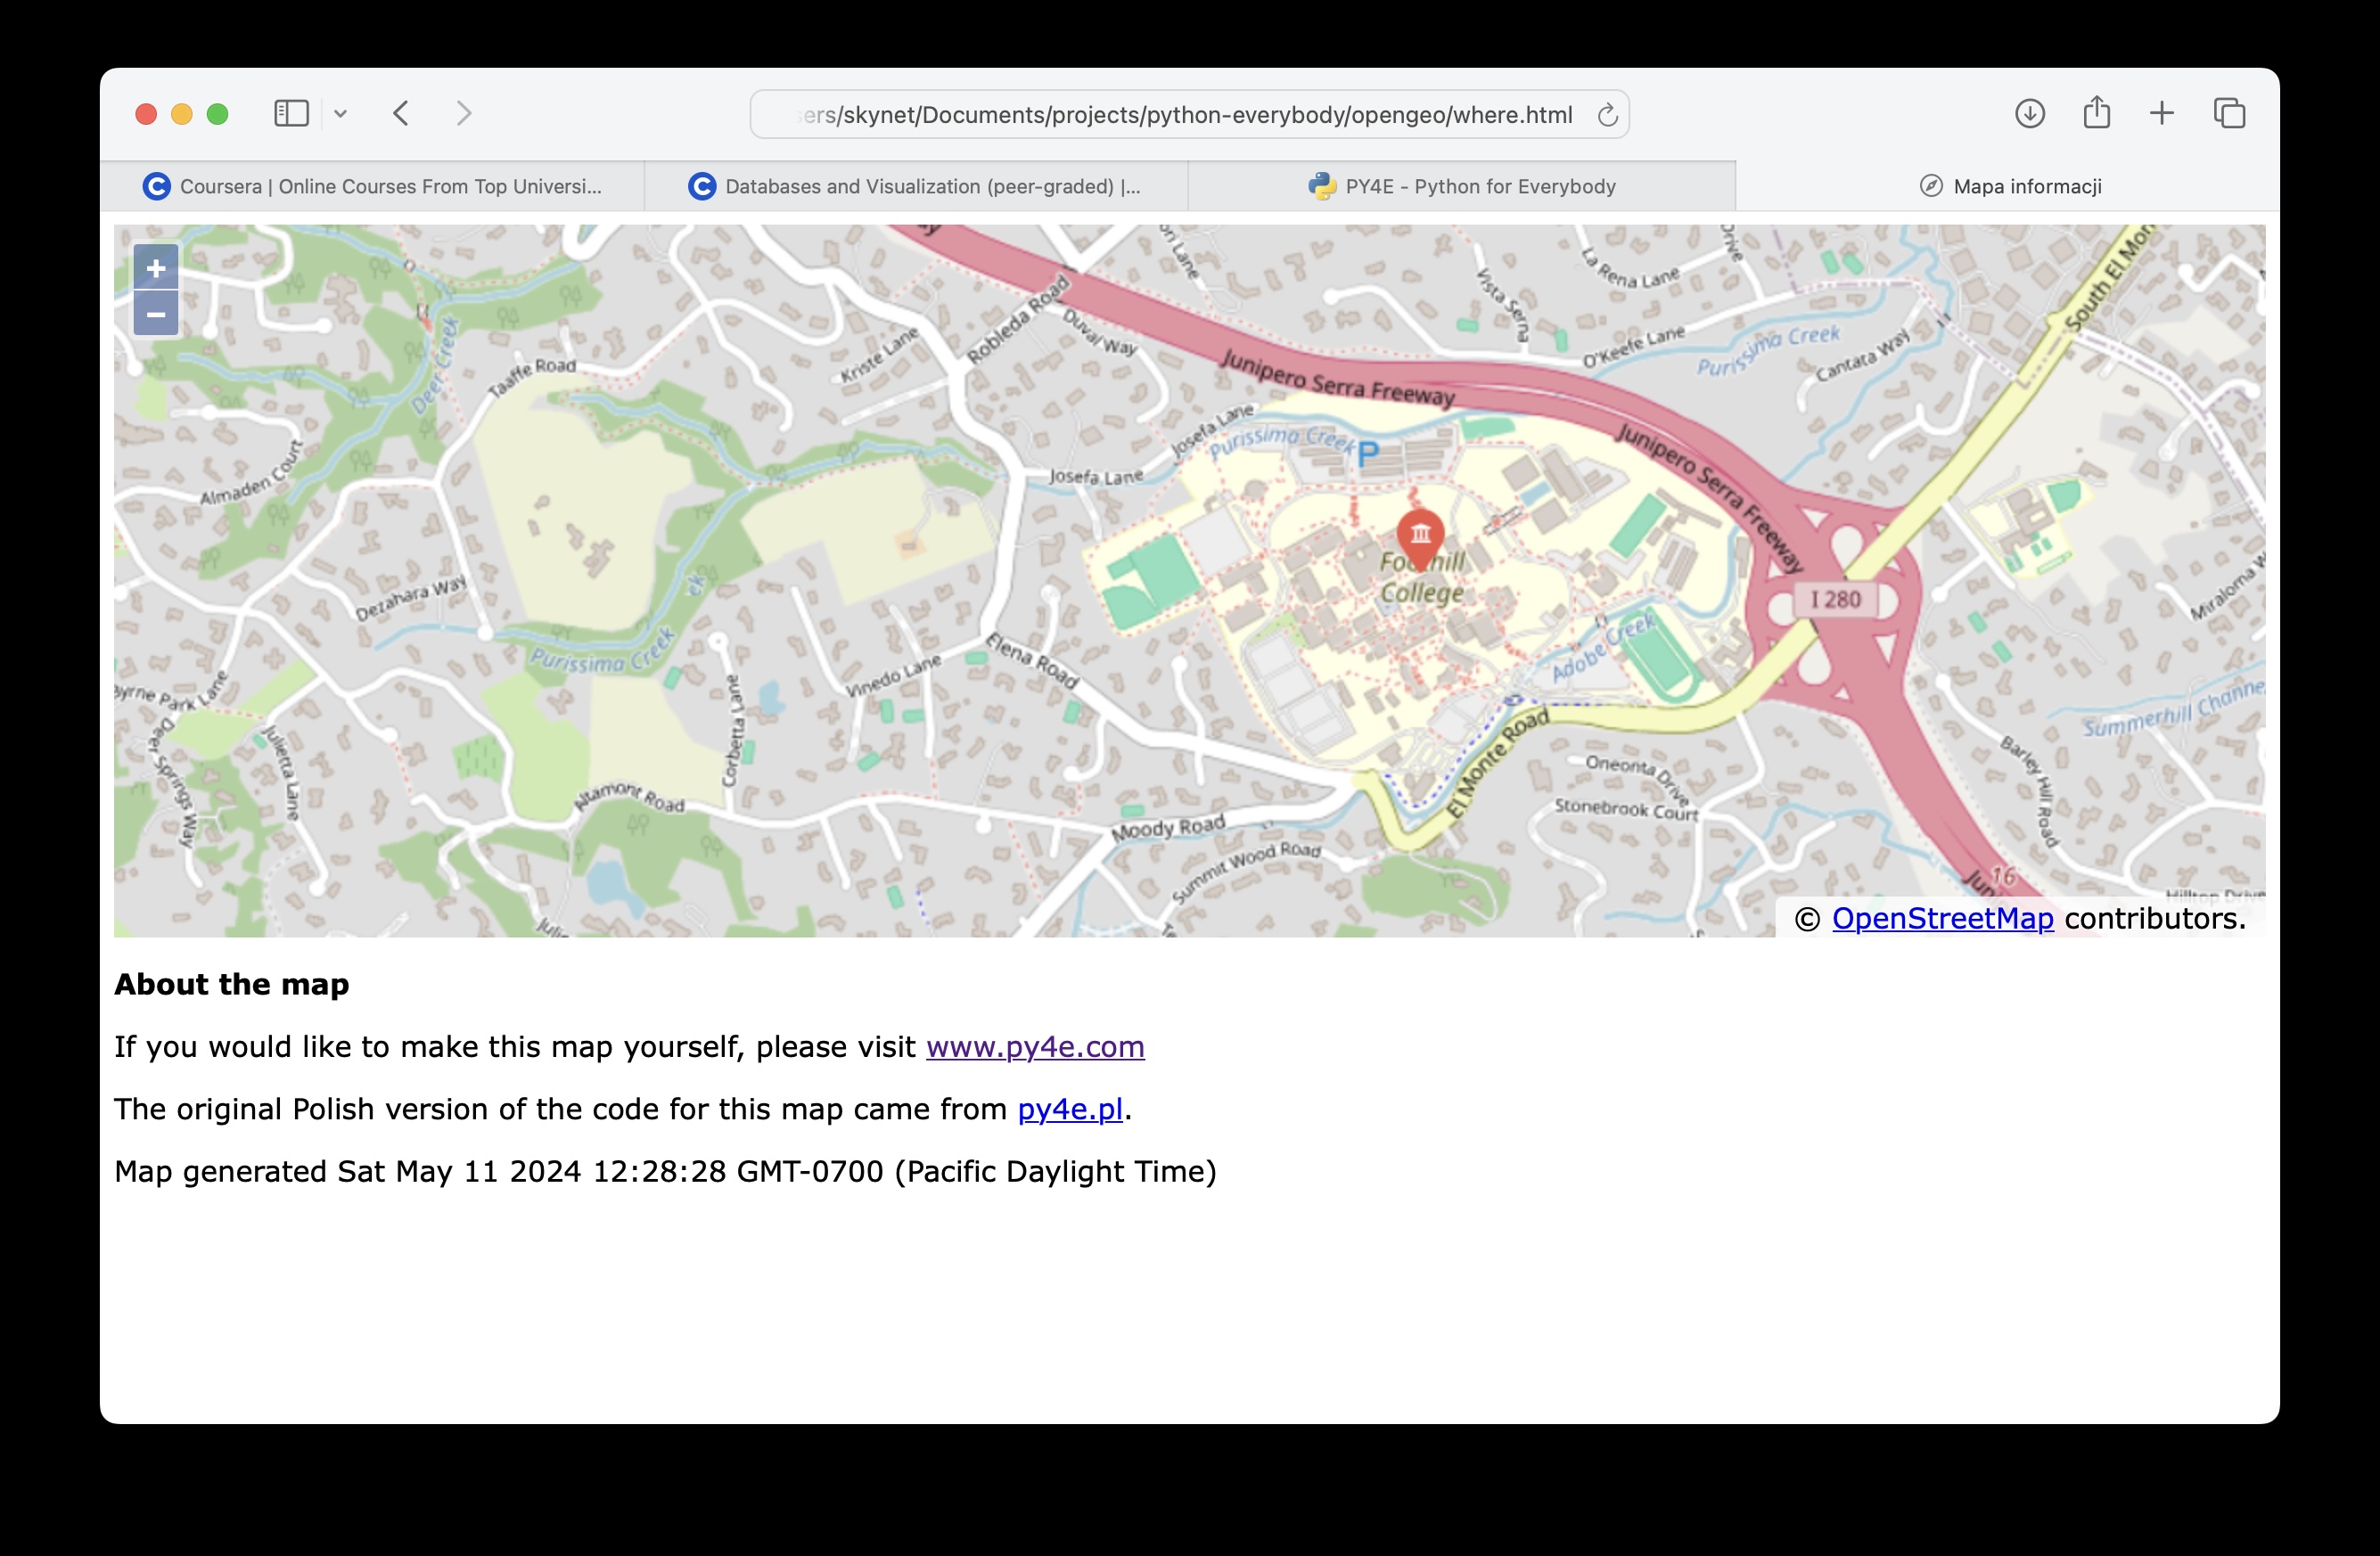 ers/skynet/Documents/projects/python-everybody/opengeo/where.html
Coursera | Online Courses From Top Universi...
Databases and Visualization (peer-graded) |...
PY4E - Python for Everybody
Mapa informacji
+
−
La Rena Lane
Drive
South El Mon
Robleda Road
Duval Way
Vista Serna
Kriste Lane
O'Keefe Lane
Purissima Creek
Cantata Way
Deer Creek
Taaffe Road
Junipero Serra Freeway
Josefa Lane
Purissima Creek
P
Junipero Serra Freeway
Almaden Court
Josefa Lane
Foothill
College
Dezahara Way
I 280
Miraloma W
Purissima Creek
Elena Road
Vinedo Lane
Adobe Creek
Byrne Park Lane
Corbetta Lane
Summerhill Channe
Deer Springs Way
Julietta Lane
El Monte Road
Oneonta Drive
Barley Hill Road
Altamont Road
Stonebrook Court
Moody Road
Summit Wood Road
16
Hilltop Drive
© OpenStreetMap contributors.
About the map
If you would like to make this map yourself, please visit www.py4e.com
The original Polish version of the code for this map came from py4e.pl.
Map generated Sat May 11 2024 12:28:28 GMT-0700 (Pacific Daylight Time)